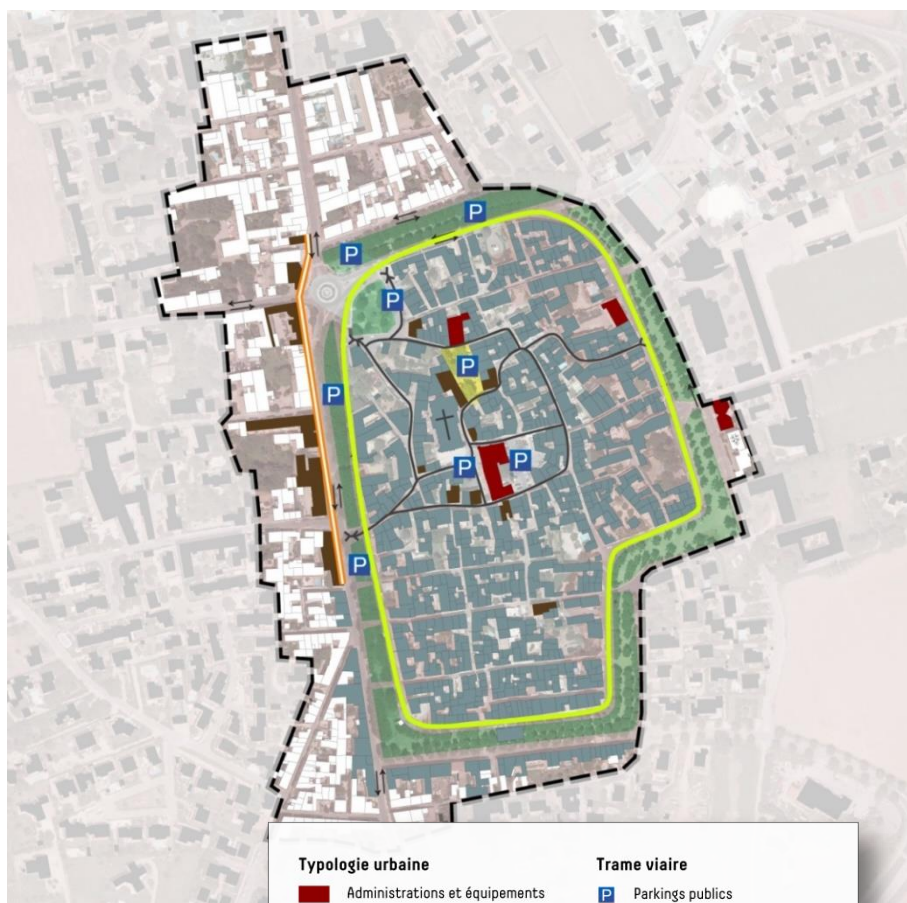 P
P
P
P
P
P
P
P
Typologie urbaine
Administrations et équipements
Trame viaire
P Parkings publics